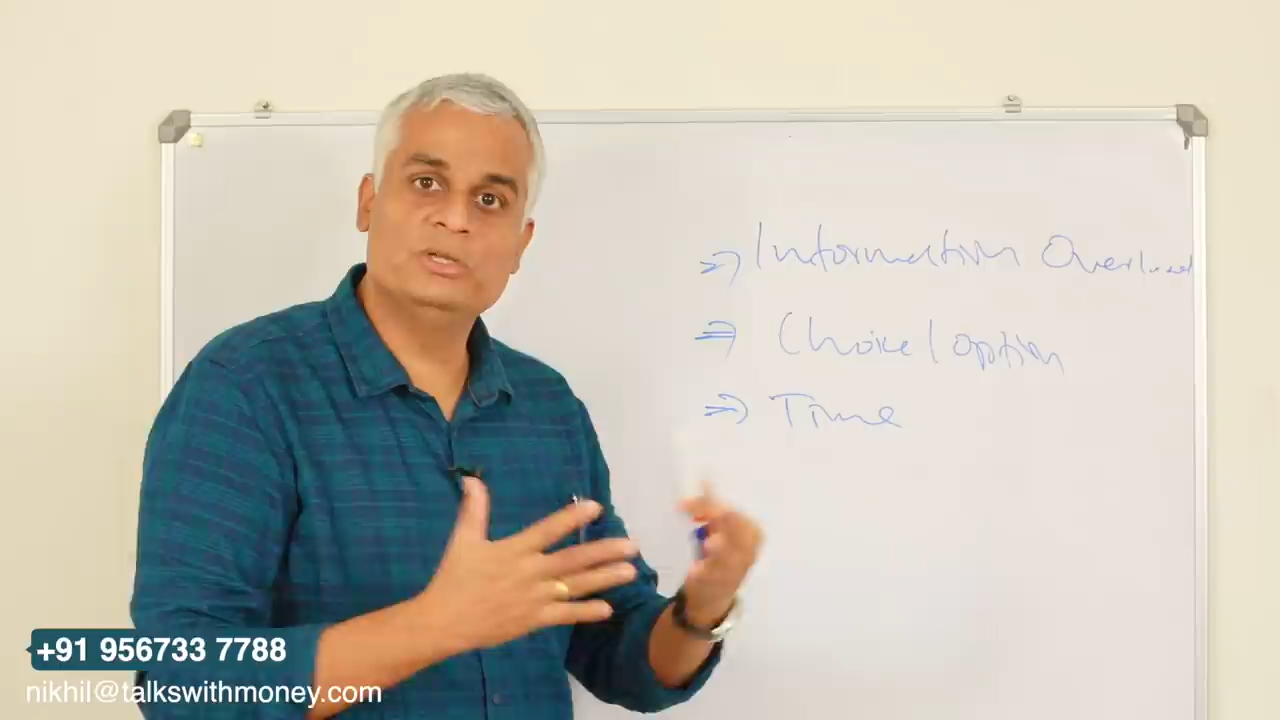 => Information Overload
=> Choice/option
=> Time
+91 956733 7788
nikhil@talkswithmoney.com